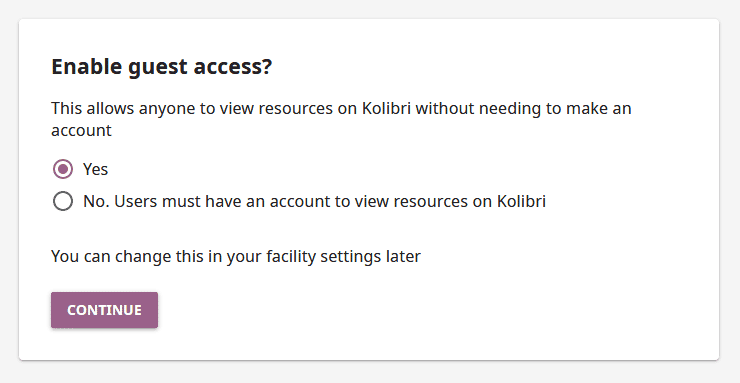 Enable guest access?
This allows anyone to view resources on Kolibri without needing to make an
account
Yes
No. Users must have an account to view resources on Kolibri
You can change this in your facility settings later
CONTINUE